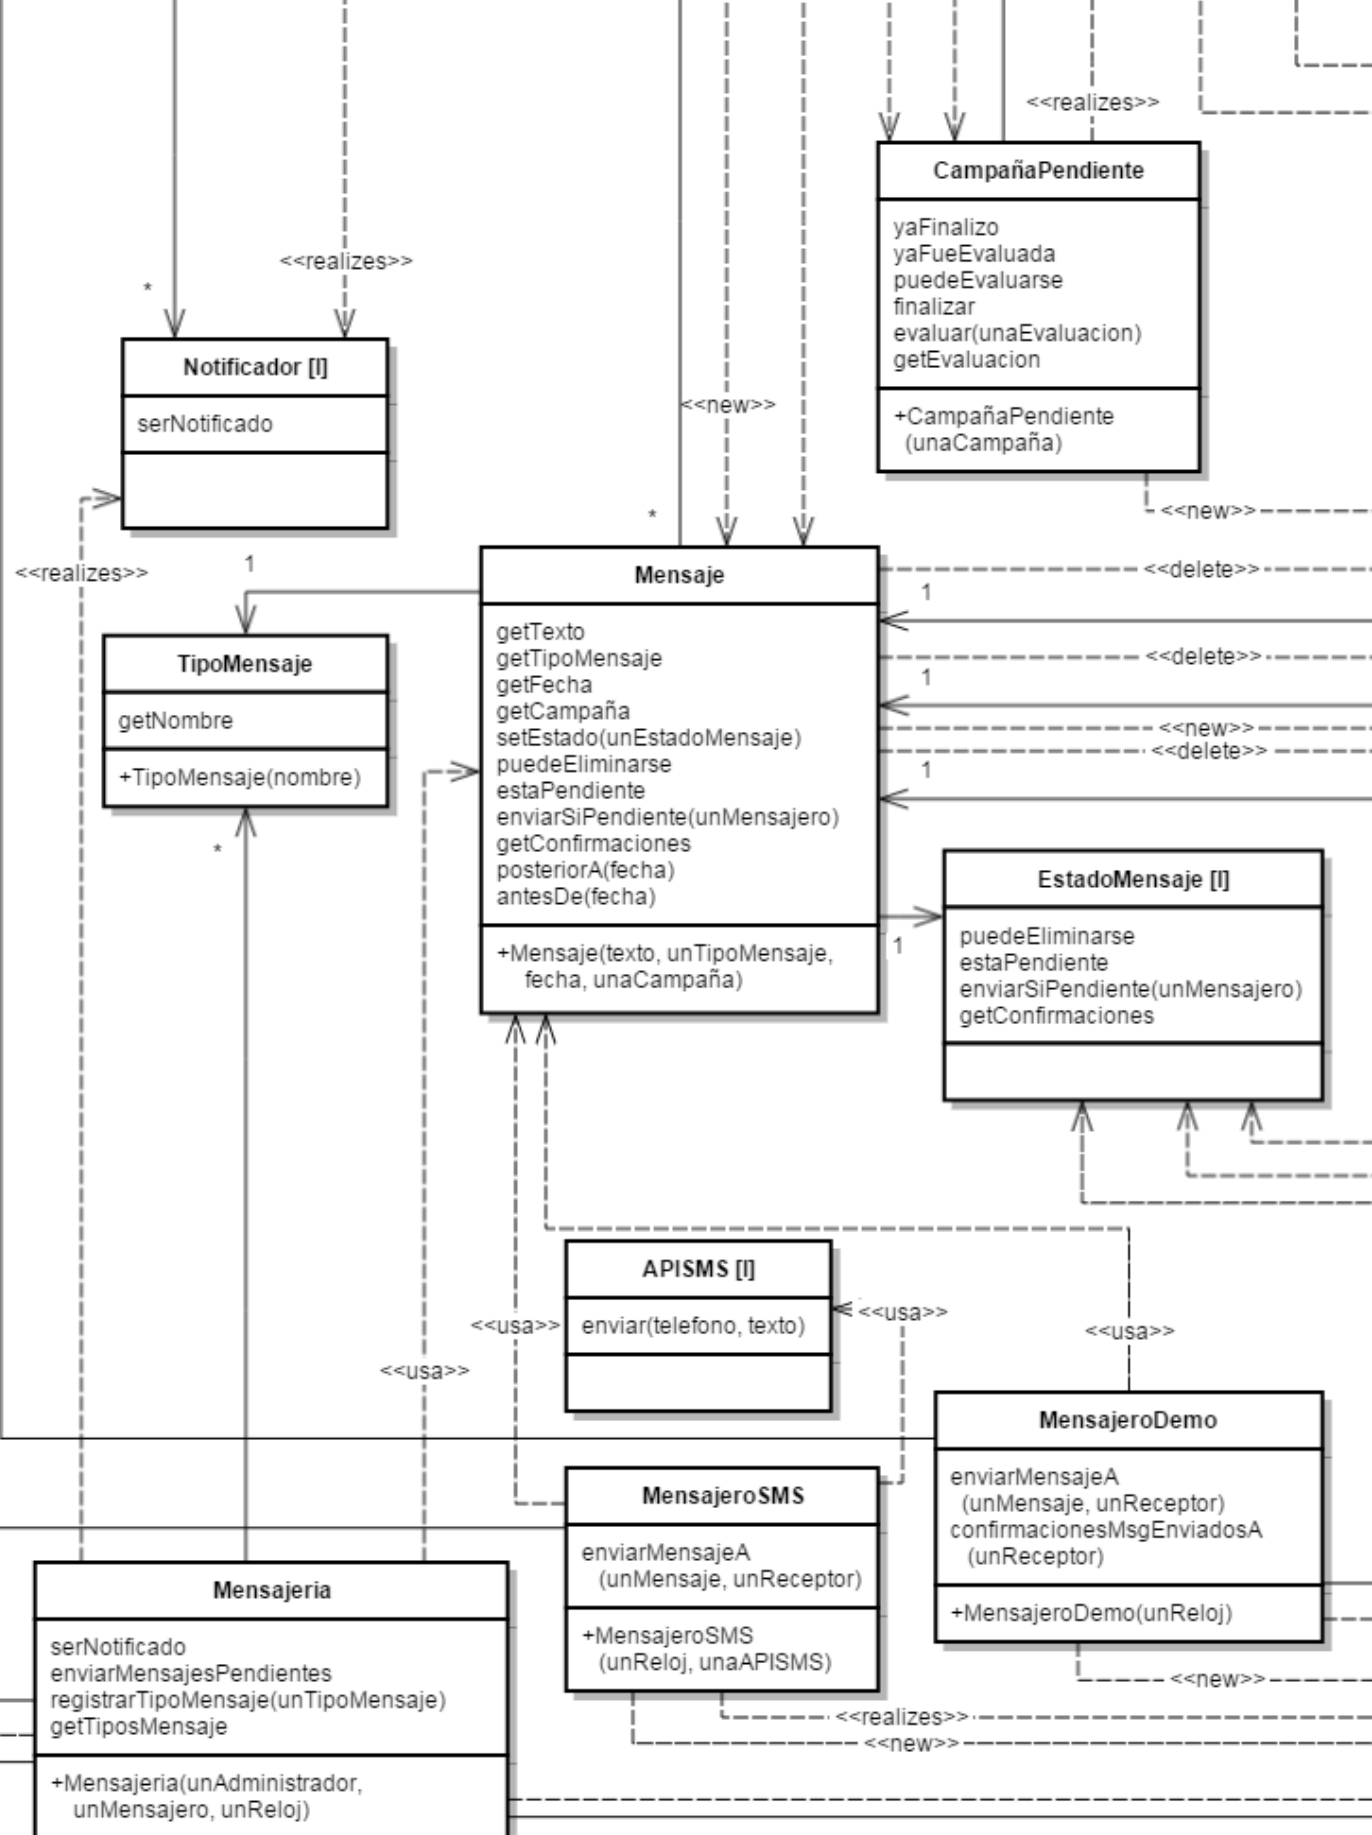 <<realizes>>
CampañaPendiente
yaFinalizo
yaFueEvaluada
puedeEvaluarse
finalizar
evaluar(unaEvaluacion)
getEvaluacion
+CampañaPendiente
(unaCampaña)
<<new>>
<<realizes>>
*
Notificador [I]
serNotificado
<<realizes>>
<<new>>
*
1
TipoMensaje
getNombre
+TipoMensaje(nombre)
*
Mensaje
getTexto
getTipoMensaje
getFecha
getCampaña
setEstado(unEstadoMensaje)
puedeEliminarse
estaPendiente
enviarSiPendiente(unMensajero)
getConfirmaciones
posteriorA(fecha)
antesDe(fecha)
+Mensaje(texto, unTipoMensaje,
fecha, unaCampaña)
<<delete>>
1
<<delete>>
1
<<new>>
<<delete>>
1
1
EstadoMensaje [I]
puedeEliminarse
estaPendiente
enviarSiPendiente(unMensajero)
getConfirmaciones
APISMS [I]
enviar(telefono, texto)
<<usa>>
<<usa>>
<<usa>>
<<usa>>
MensajeroDemo
enviarMensajeA
(unMensaje, unReceptor)
confirmacionesMsgEnviadosA
(unReceptor)
+MensajeroDemo(unReloj)
<<new>>
MensajeroSMS
enviarMensajeA
(unMensaje, unReceptor)
+MensajeroSMS
(unReloj, unaAPISMS)
<<realizes>>
<<new>>
Mensajeria
serNotificado
enviarMensajesPendientes
registrarTipoMensaje(unTipoMensaje)
getTiposMensaje
+Mensajeria(unAdministrador,
unMensajero, unReloj)